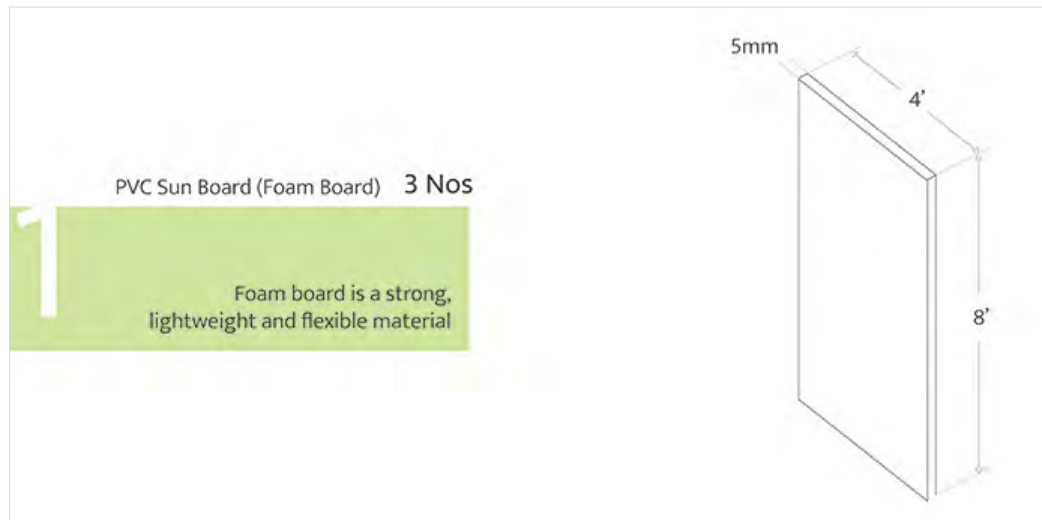 PVC Sun Board (Foam Board) 3 Nos
1
Foam board is a strong,
lightweight and flexible material
5mm
4’
8’